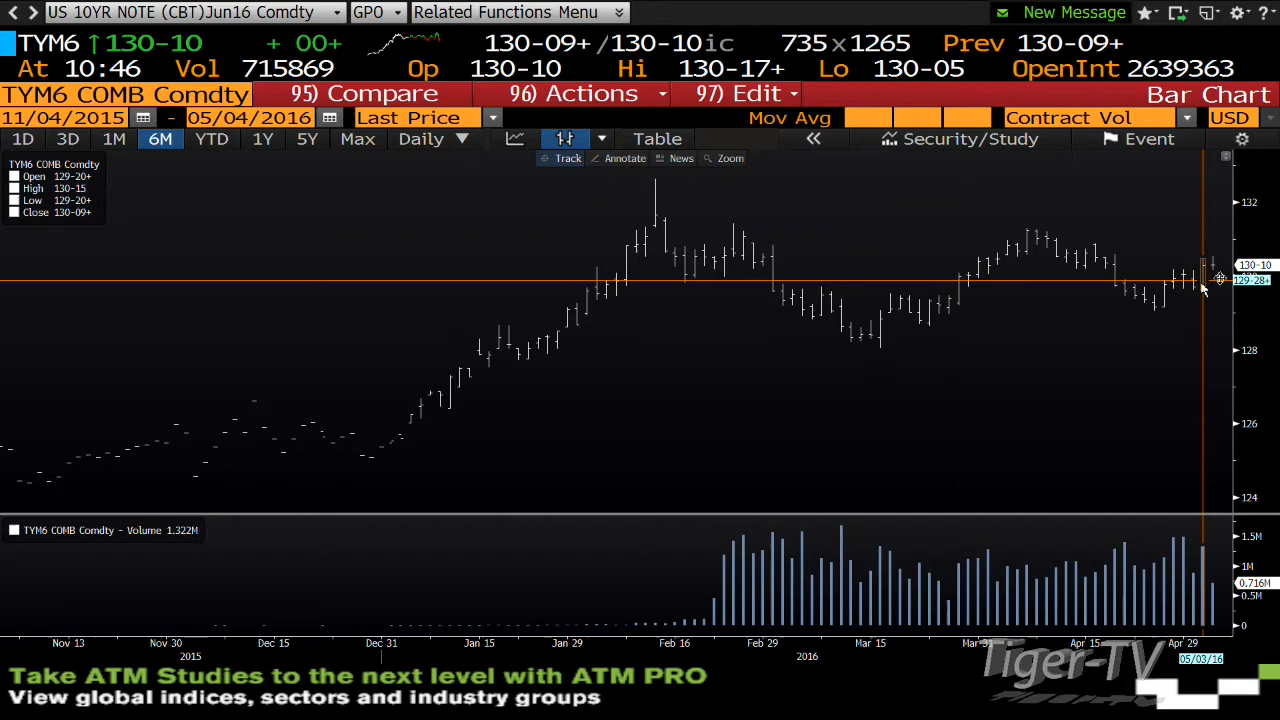 US 10YR NOTE (CBT)Jun16 Comdty GPO Related Functions Menu New Message
TYM6 ↑130-10 + 00+ 130-09+/130-10ic 735x1265 Prev 130-09+
At 10:46 Vol 715869 Op 130-10 Hi 130-17+ Lo 130-05 OpenInt 2639363
TYM6 COMB Comdty 95) Compare 96) Actions 97) Edit Bar Chart
11/04/2015 - 05/04/2016 Last Price Mov Avg Contract Vol USD
1D 3D 1M 6M YTD 1Y 5Y Max Daily ▼ Table « Security/Study Event
Track Annotate News Zoom
TYM6 COMB Comdty
Open 129-20+
High 130-15
Low 129-20+
Close 130-09+
132
130-10
129-28+
128
126
124
TYM6 COMB Comdty - Volume 1.322M
1.5M
1M
0.716M
0.5M
0
Nov 13 Nov 30 Dec 15 Dec 31 Jan 15 Jan 29 Feb 16 Feb 29 Mar 15 Mar 31 Apr 15 Apr 29
2015 2016 05/03/16
Tiger-TV
Take ATM Studies to the next level with ATM PRO
View global indices, sectors and industry groups